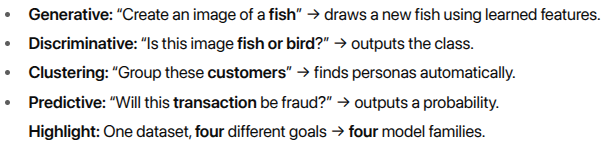 • Generative: “Create an image of a fish” → draws a new fish using learned features.
• Discriminative: “Is this image fish or bird?” → outputs the class.
• Clustering: “Group these customers” → finds personas automatically.
• Predictive: “Will this transaction be fraud?” → outputs a probability.
Highlight: One dataset, four different goals → four model families.